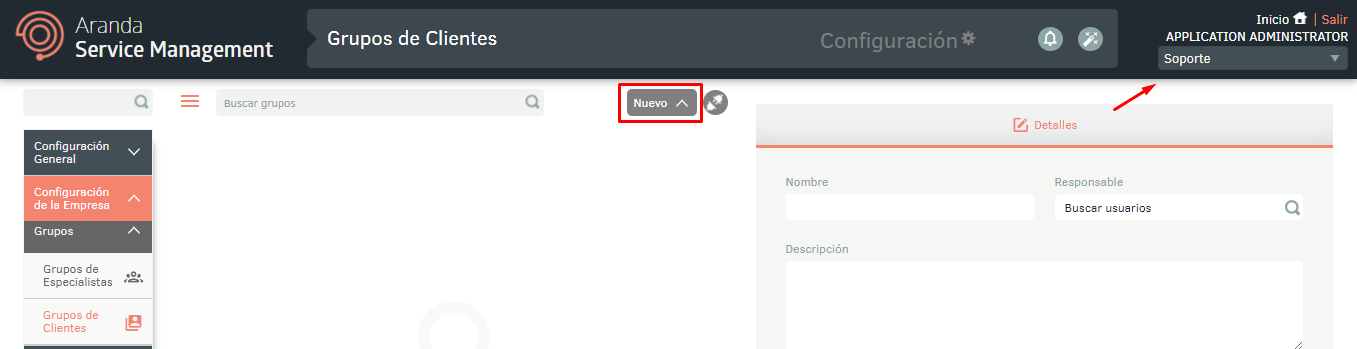 Aranda
Service Management
Grupos de Clientes
Configuración
Inicio | Salir
APPLICATION ADMINISTRATOR
Soporte
Buscar grupos
Nuevo
Configuración
General
Configuración
de la Empresa
Grupos
Grupos de
Especialistas
Grupos de
Clientes
Detalles
Nombre
Responsable
Buscar usuarios
Descripción